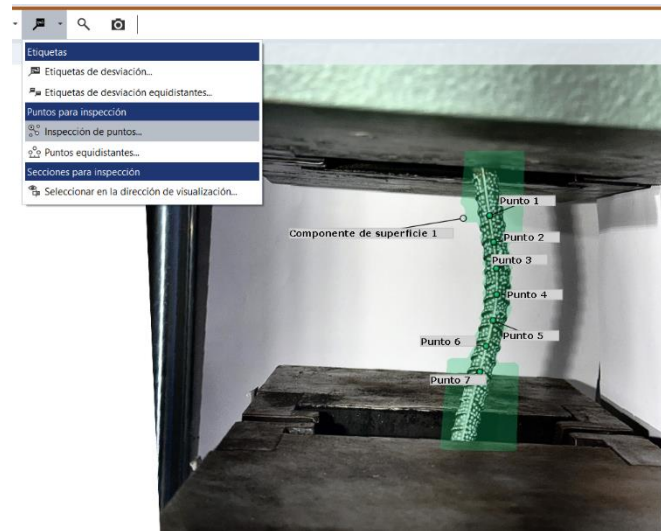 Etiquetas
Etiquetas de desviación...
Etiquetas de desviación equidistantes...
Puntos para inspección
Inspección de puntos...
Puntos equidistantes...
Secciones para inspección
Seleccionar en la dirección de visualización...
Punto 1
Componente de superficie 1
Punto 2
Punto 3
Punto 4
Punto 5
Punto 6
Punto 7